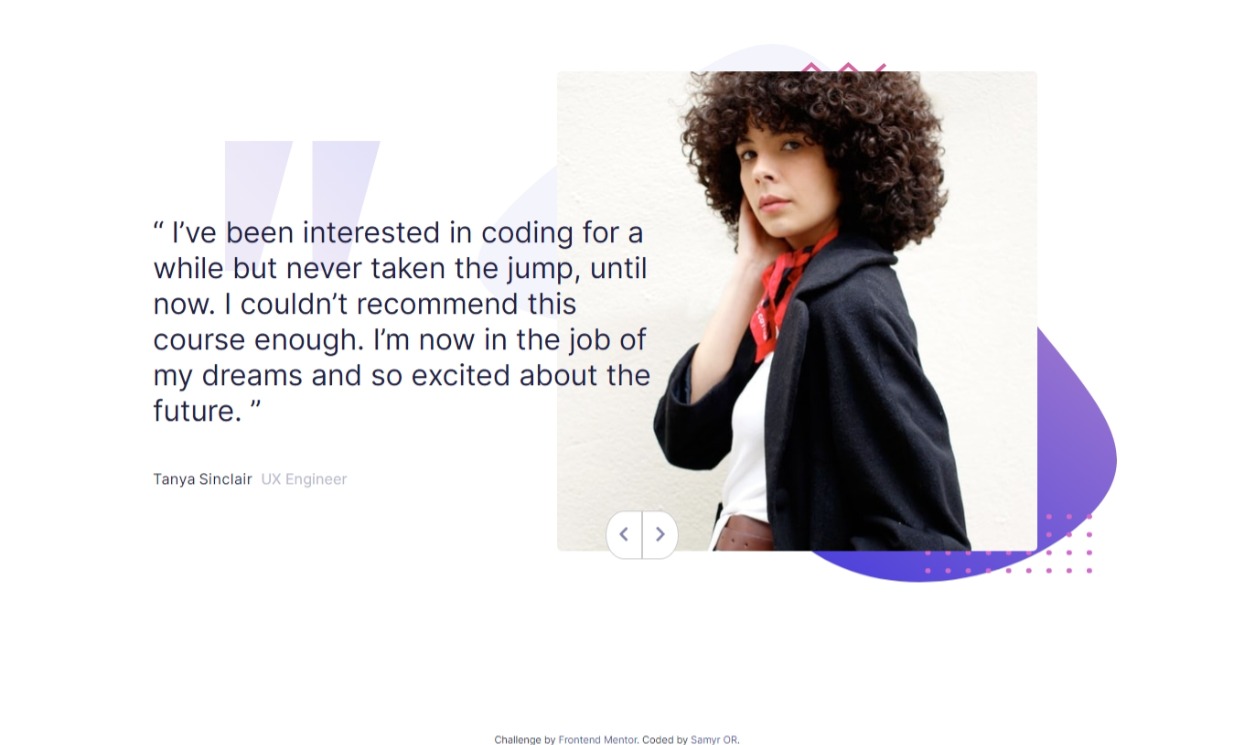 “ I’ve been interested in coding for a
while but never taken the jump, until
now. I couldn’t recommend this
course enough. I’m now in the job of
my dreams and so excited about the
future. ”
Tanya Sinclair UX Engineer
Challenge by Frontend Mentor. Coded by Samyr OR.